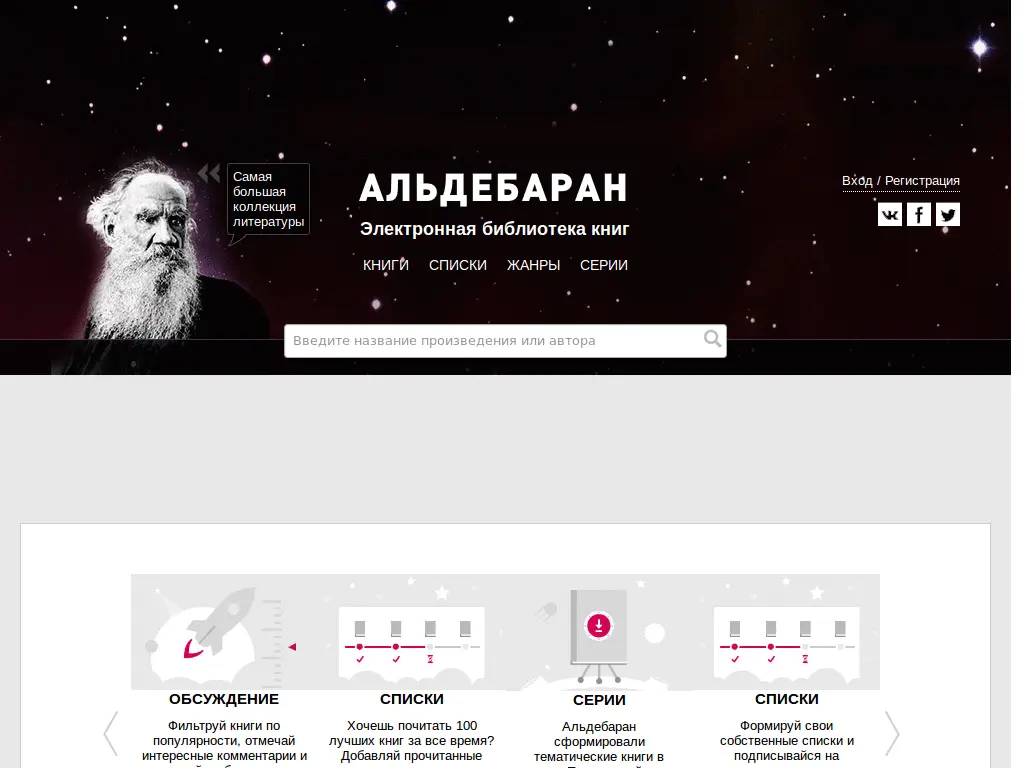 Самая
большая
коллекция
литературы
АЛЬДЕБАРАН
Электронная библиотека книг
Вход / Регистрация
КНИГИ СПИСКИ ЖАНРЫ СЕРИИ
Введите название произведения или автора
ОБСУЖДЕНИЕ
Фильтруй книги по
популярности, отмечай
интересные комментарии и
СПИСКИ
Хочешь почитать 100
лучших книг за все время?
Добавляй прочитанные
СЕРИИ
Альдебаран
сформировали
тематические книги в
СПИСКИ
Формируй свои
собственные списки и
подписывайся на